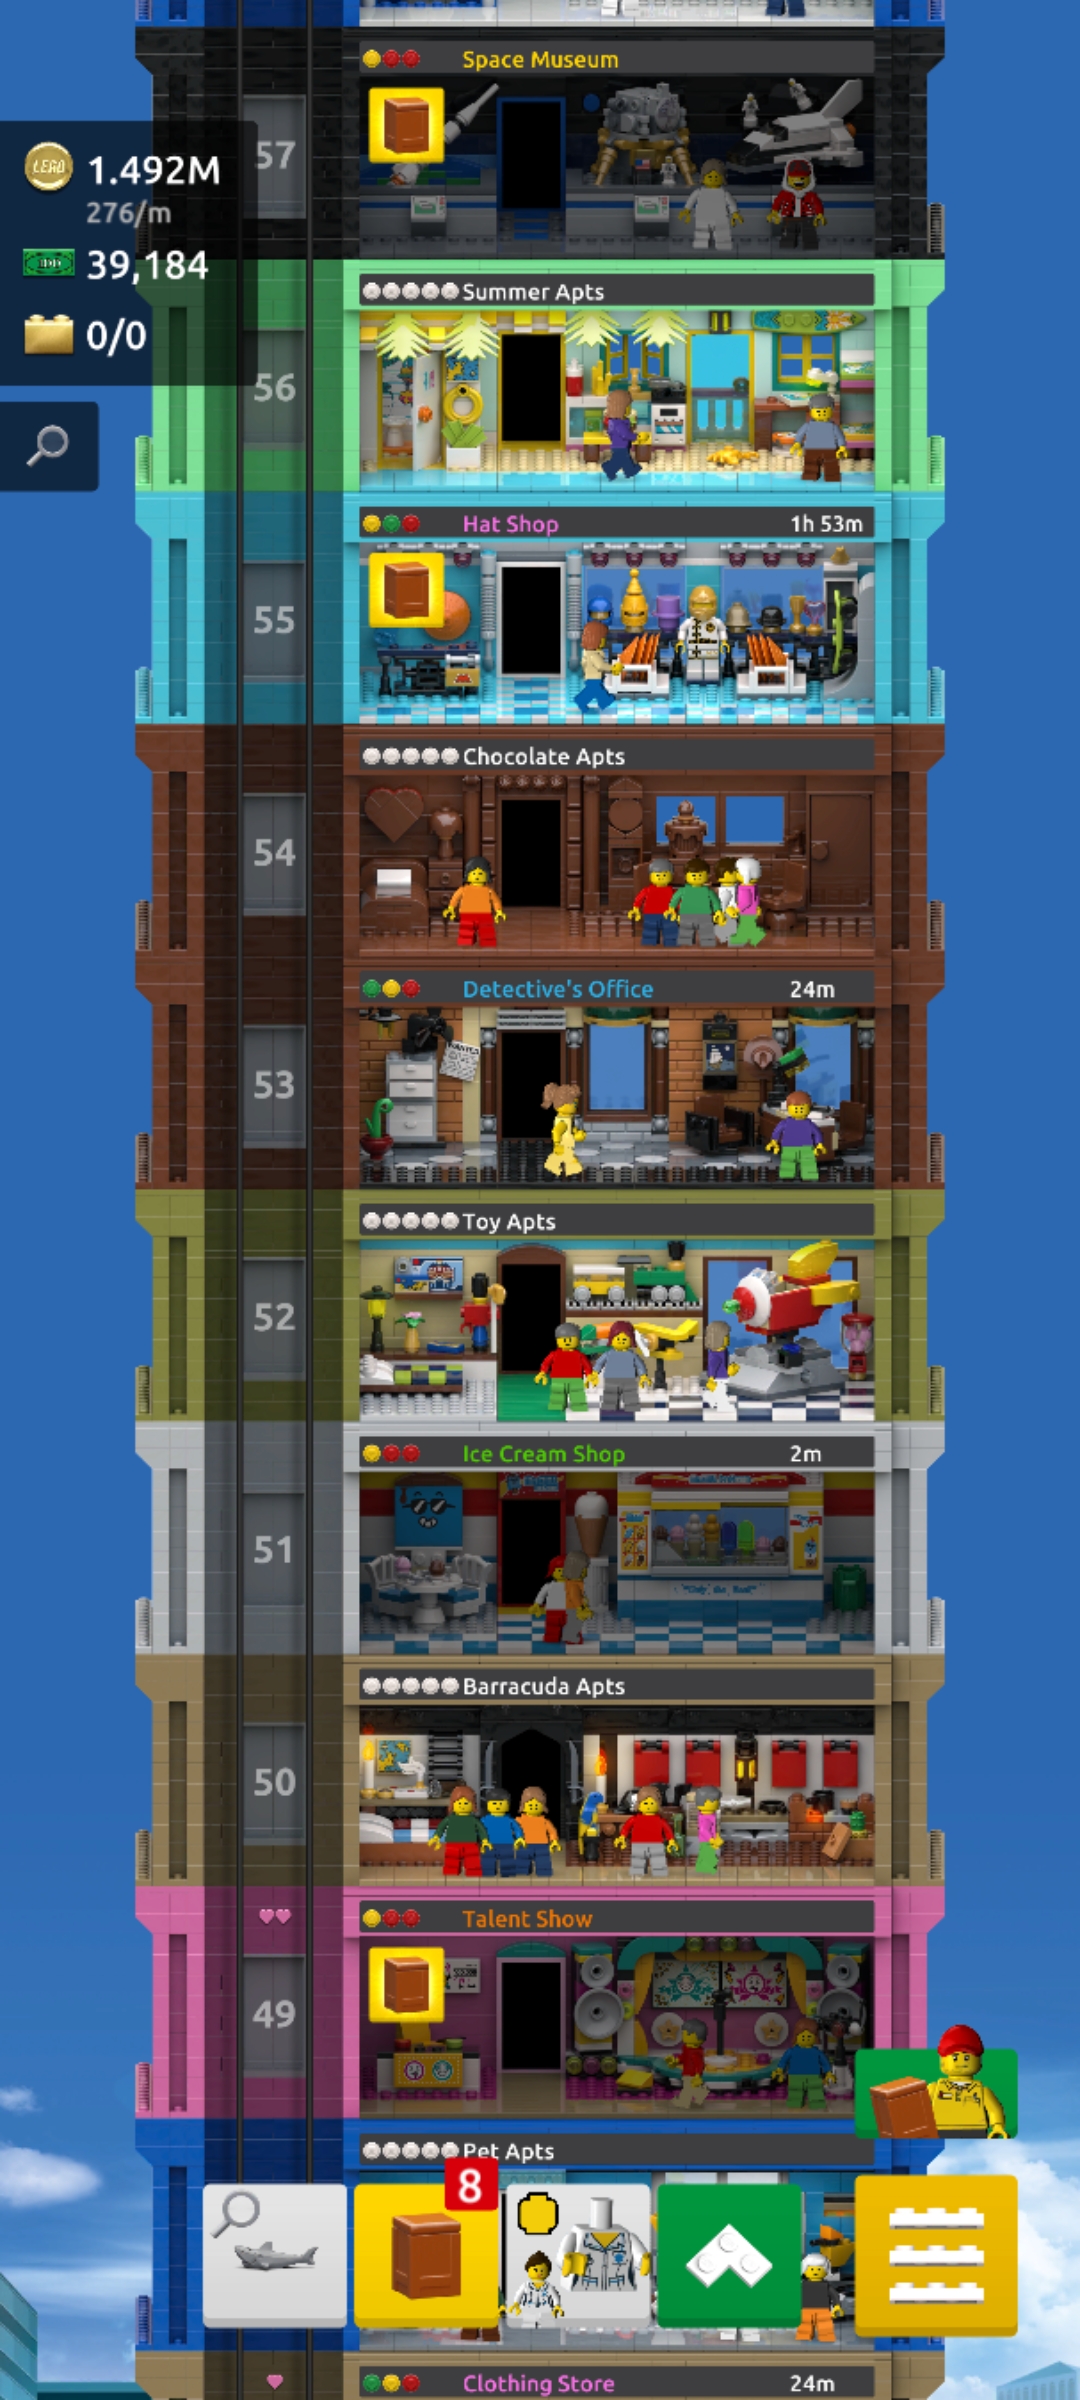 Space Museum
57
LEGO
1.492M
276/m
39,184
0/0
Summer Apts
56
Hat Shop 1h 53m
55
Chocolate Apts
54
Detective's Office 24m
53
Toy Apts
52
Ice Cream Shop 2m
51
Barracuda Apts
50
Talent Show
49
Pet Apts
8
Clothing Store 24m